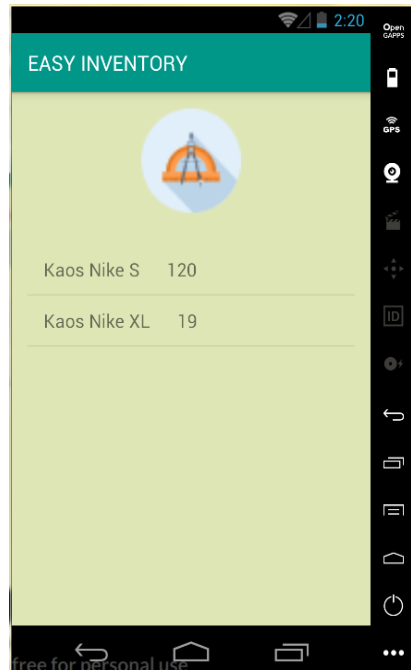 2:20
Open
GAPPS
EASY INVENTORY
GPS
Kaos Nike S 120
Kaos Nike XL 19
ID
free for personal use